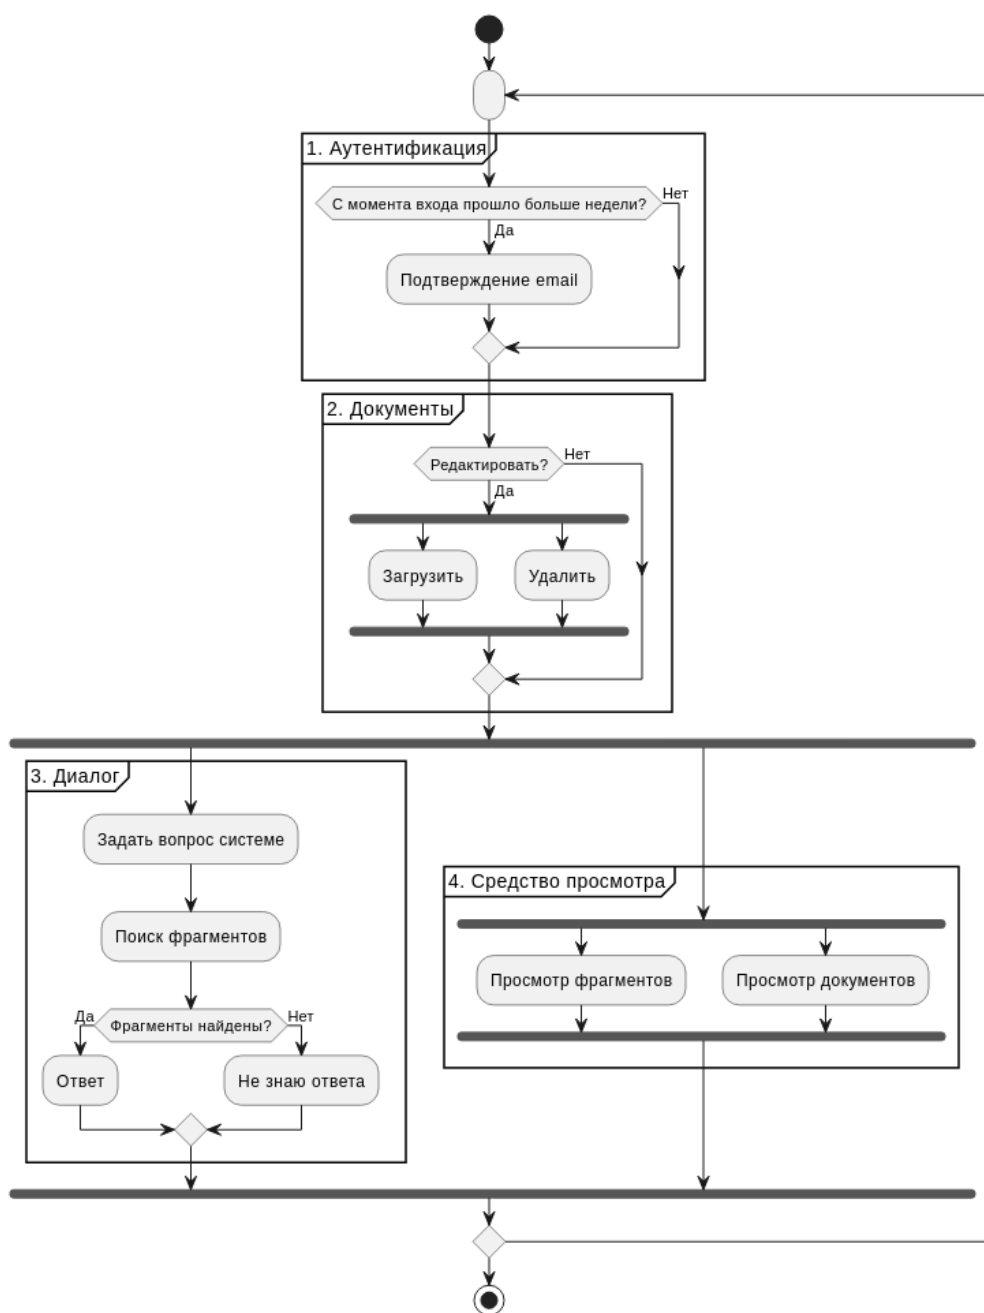 1. Аутентификация
С момента входа прошло больше недели?
Нет
Да
Подтверждение email
2. Документы
Редактировать?
Нет
Да
Загрузить
Удалить
3. Диалог
Задать вопрос системе
Поиск фрагментов
Да
Фрагменты найдены?
Нет
Ответ
Не знаю ответа
4. Средство просмотра
Просмотр фрагментов
Просмотр документов